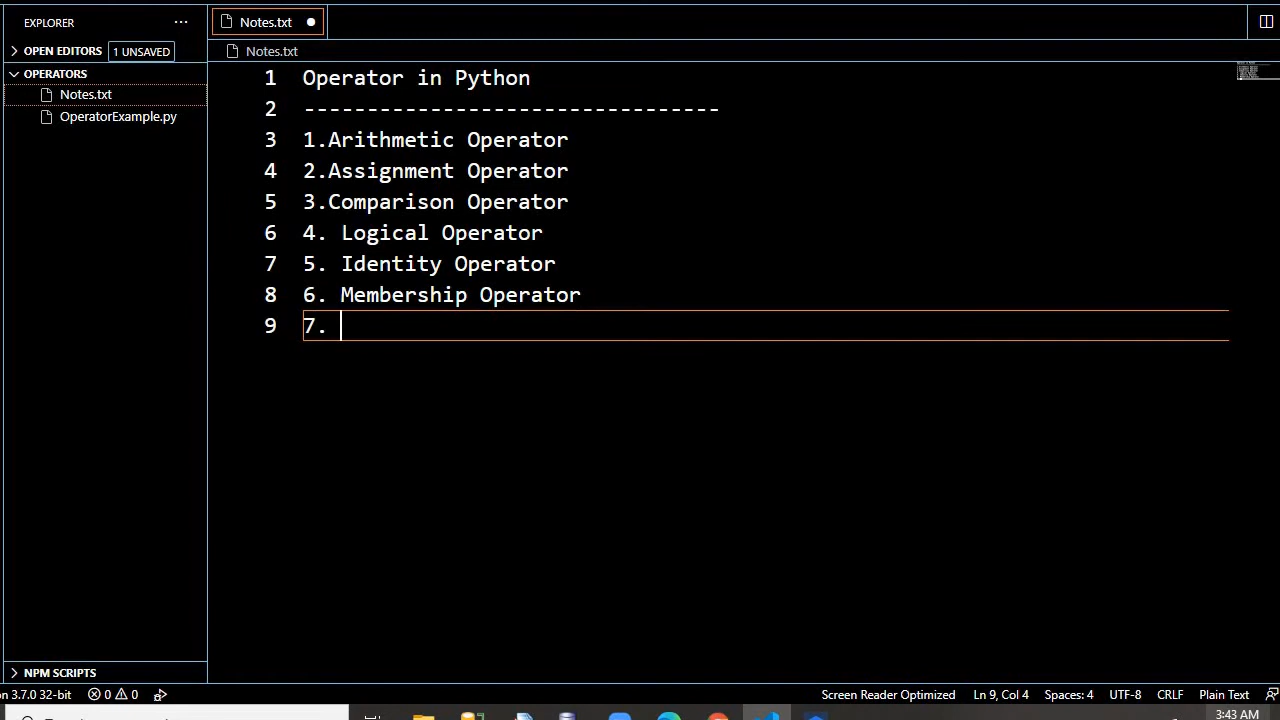 EXPLORER
···
Notes.txt
OPEN EDITORS
1 UNSAVED
Notes.txt
OPERATORS
Notes.txt
OperatorExample.py
1 Operator in Python
2 ---------------------------------
3 1.Arithmetic Operator
4 2.Assignment Operator
5 3.Comparison Operator
6 4. Logical Operator
7 5. Identity Operator
8 6. Membership Operator
9 7.
NPM SCRIPTS
n 3.7.0 32-bit 0 0
Screen Reader Optimized Ln 9, Col 4 Spaces: 4 UTF-8 CRLF Plain Text
3:43 AM